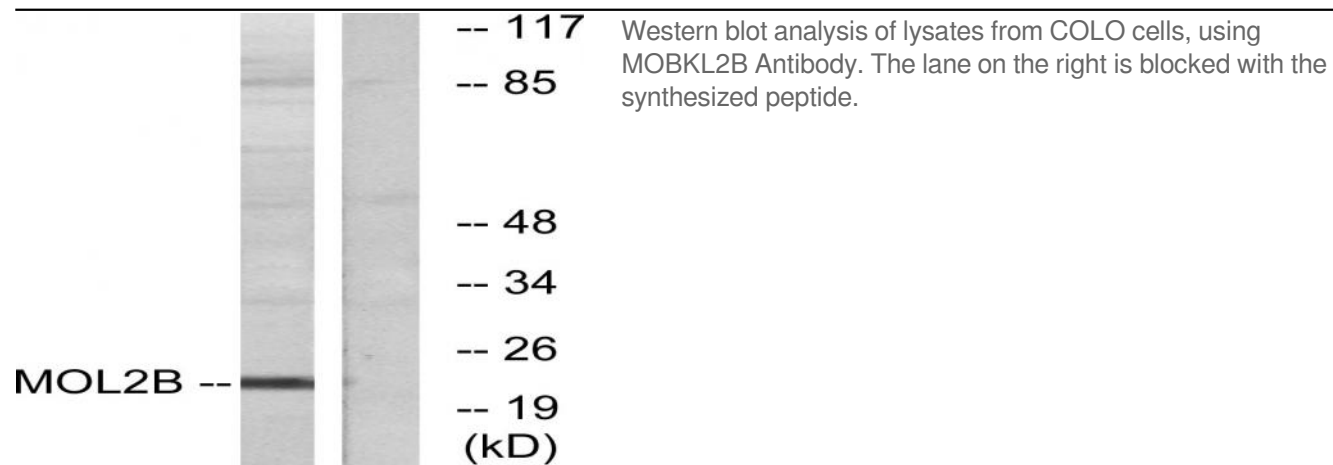 -- 117
-- 85
-- 48
-- 34
-- 26
-- 19
(kD)
MOL2B --
Western blot analysis of lysates from COLO cells, using
MOBKL2B Antibody. The lane on the right is blocked with the
synthesized peptide.